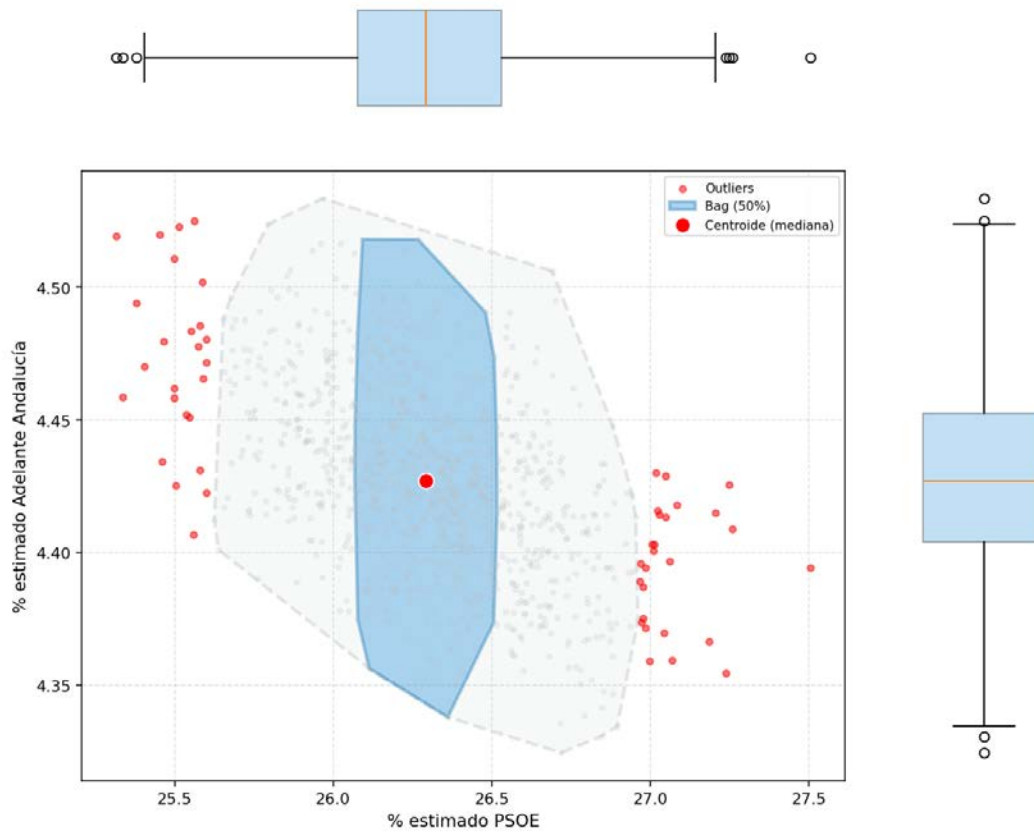 Outliers
Bag (50%)
Centroide (mediana)
% estimado Adelante Andalucía
4.50
4.45
4.40
4.35
25.5 26.0 26.5 27.0 27.5
% estimado PSOE